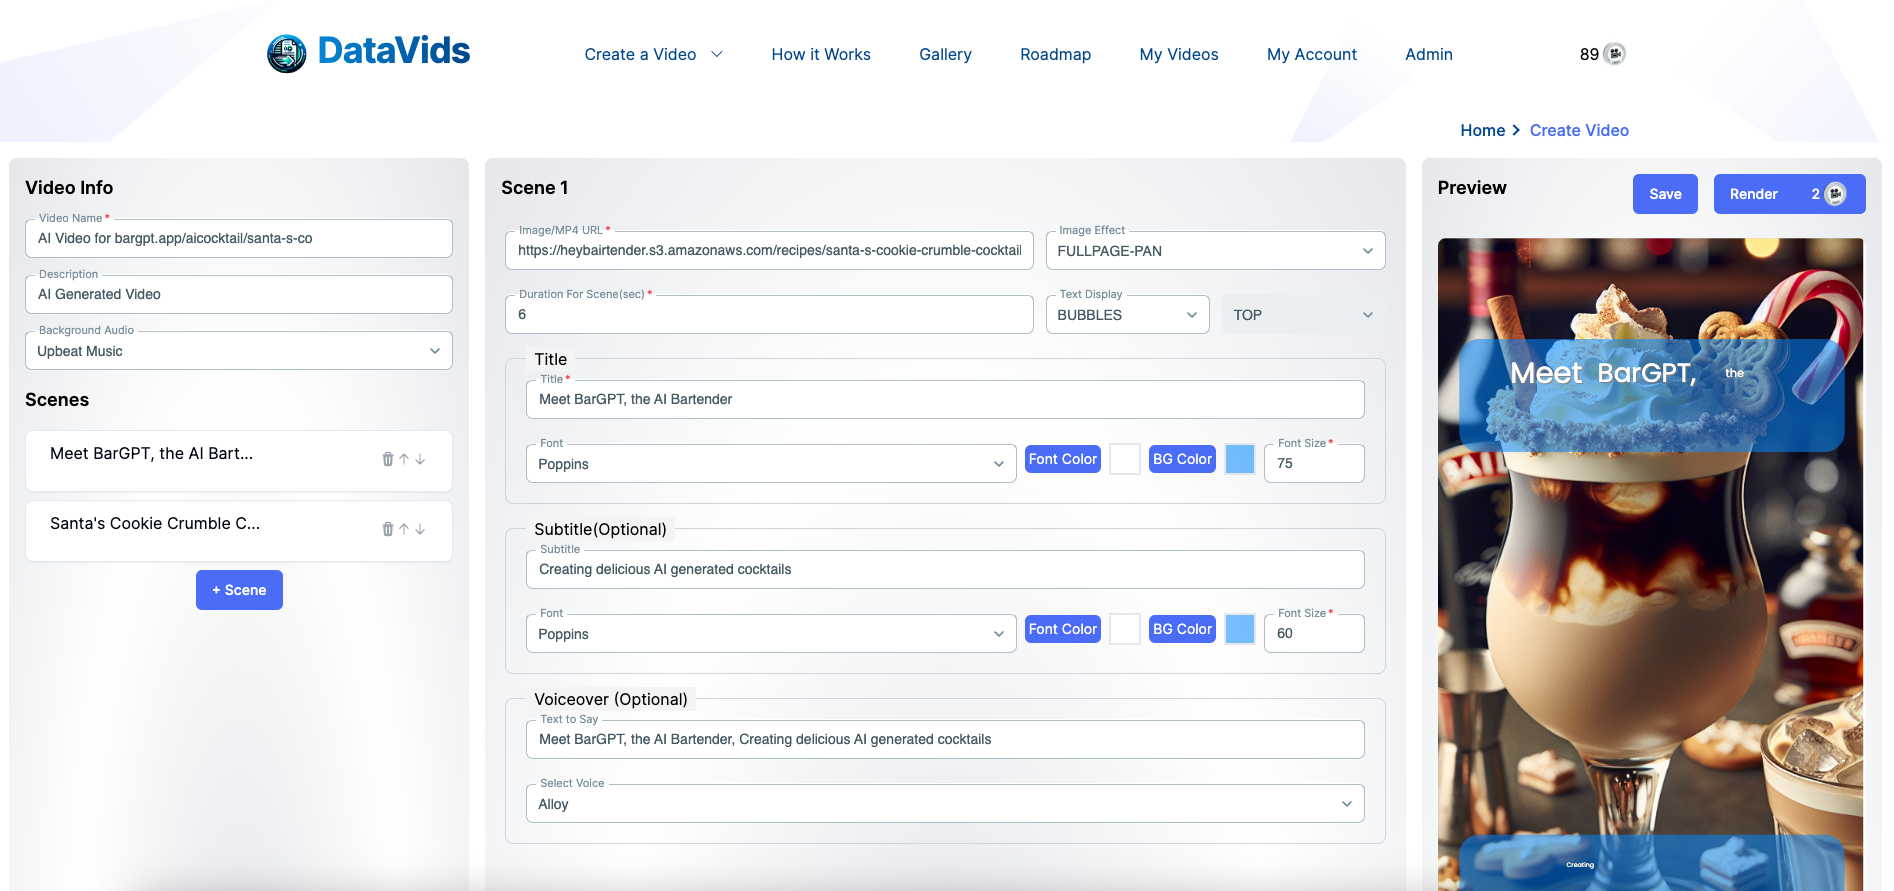 DataVids
Create a Video
How it Works
Gallery
Roadmap
My Videos
My Account
Admin
89
Home
Create Video
Video Info
Video Name *
AI Video for bargpt.app/aicocktail/santa-s-co
Description
AI Generated Video
Background Audio
Upbeat Music
Scenes
Meet BarGPT, the AI Bart...
Santa's Cookie Crumble C...
+ Scene
Scene 1
Image/MP4 URL *
https://heybairtender.s3.amazonaws.com/recipes/santa-s-cookie-crumble-cocktail
Image Effect
FULLPAGE-PAN
Duration For Scene(sec) *
6
Text Display
BUBBLES
TOP
Title
Title *
Meet BarGPT, the AI Bartender
Font
Poppins
Font Color
BG Color
Font Size *
75
Subtitle(Optional)
Subtitle
Creating delicious AI generated cocktails
Font
Poppins
Font Color
BG Color
Font Size *
60
Voiceover (Optional)
Text to Say
Meet BarGPT, the AI Bartender, Creating delicious AI generated cocktails
Select Voice
Alloy
Preview
Save
Render 2
Meet BarGPT, the
Creating